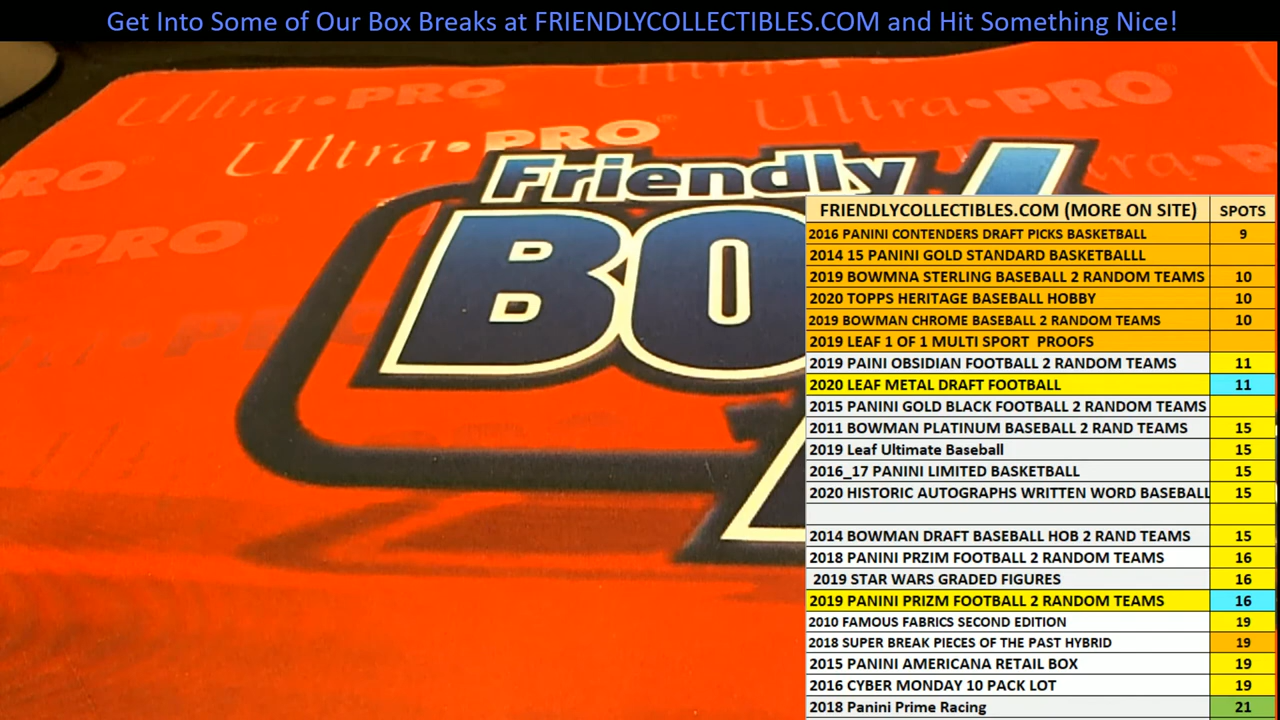 Get Into Some of Our Box Breaks at FRIENDLYCOLLECTIBLES.COM and Hit Something Nice!
Ultra•PRO
Ultra•PRO
Ultra•PRO
PRO
PRO
Friendly
BO
FRIENDLYCOLLECTIBLES.COM (MORE ON SITE) SPOTS
2016 PANINI CONTENDERS DRAFT PICKS BASKETBALL 9
2014 15 PANINI GOLD STANDARD BASKETBALLL
2019 BOWMNA STERLING BASEBALL 2 RANDOM TEAMS 10
2020 TOPPS HERITAGE BASEBALL HOBBY 10
2019 BOWMAN CHROME BASEBALL 2 RANDOM TEAMS 10
2019 LEAF 1 OF 1 MULTI SPORT PROOFS
2019 PAINI OBSIDIAN FOOTBALL 2 RANDOM TEAMS 11
2020 LEAF METAL DRAFT FOOTBALL 11
2015 PANINI GOLD BLACK FOOTBALL 2 RANDOM TEAMS
2011 BOWMAN PLATINUM BASEBALL 2 RAND TEAMS 15
2019 Leaf Ultimate Baseball 15
2016_17 PANINI LIMITED BASKETBALL 15
2020 HISTORIC AUTOGRAPHS WRITTEN WORD BASEBALL 15
2014 BOWMAN DRAFT BASEBALL HOB 2 RAND TEAMS 15
2018 PANINI PRZIM FOOTBALL 2 RANDOM TEAMS 16
2019 STAR WARS GRADED FIGURES 16
2019 PANINI PRIZM FOOTBALL 2 RANDOM TEAMS 16
2010 FAMOUS FABRICS SECOND EDITION 19
2018 SUPER BREAK PIECES OF THE PAST HYBRID 19
2015 PANINI AMERICANA RETAIL BOX 19
2016 CYBER MONDAY 10 PACK LOT 19
2018 Panini Prime Racing 21